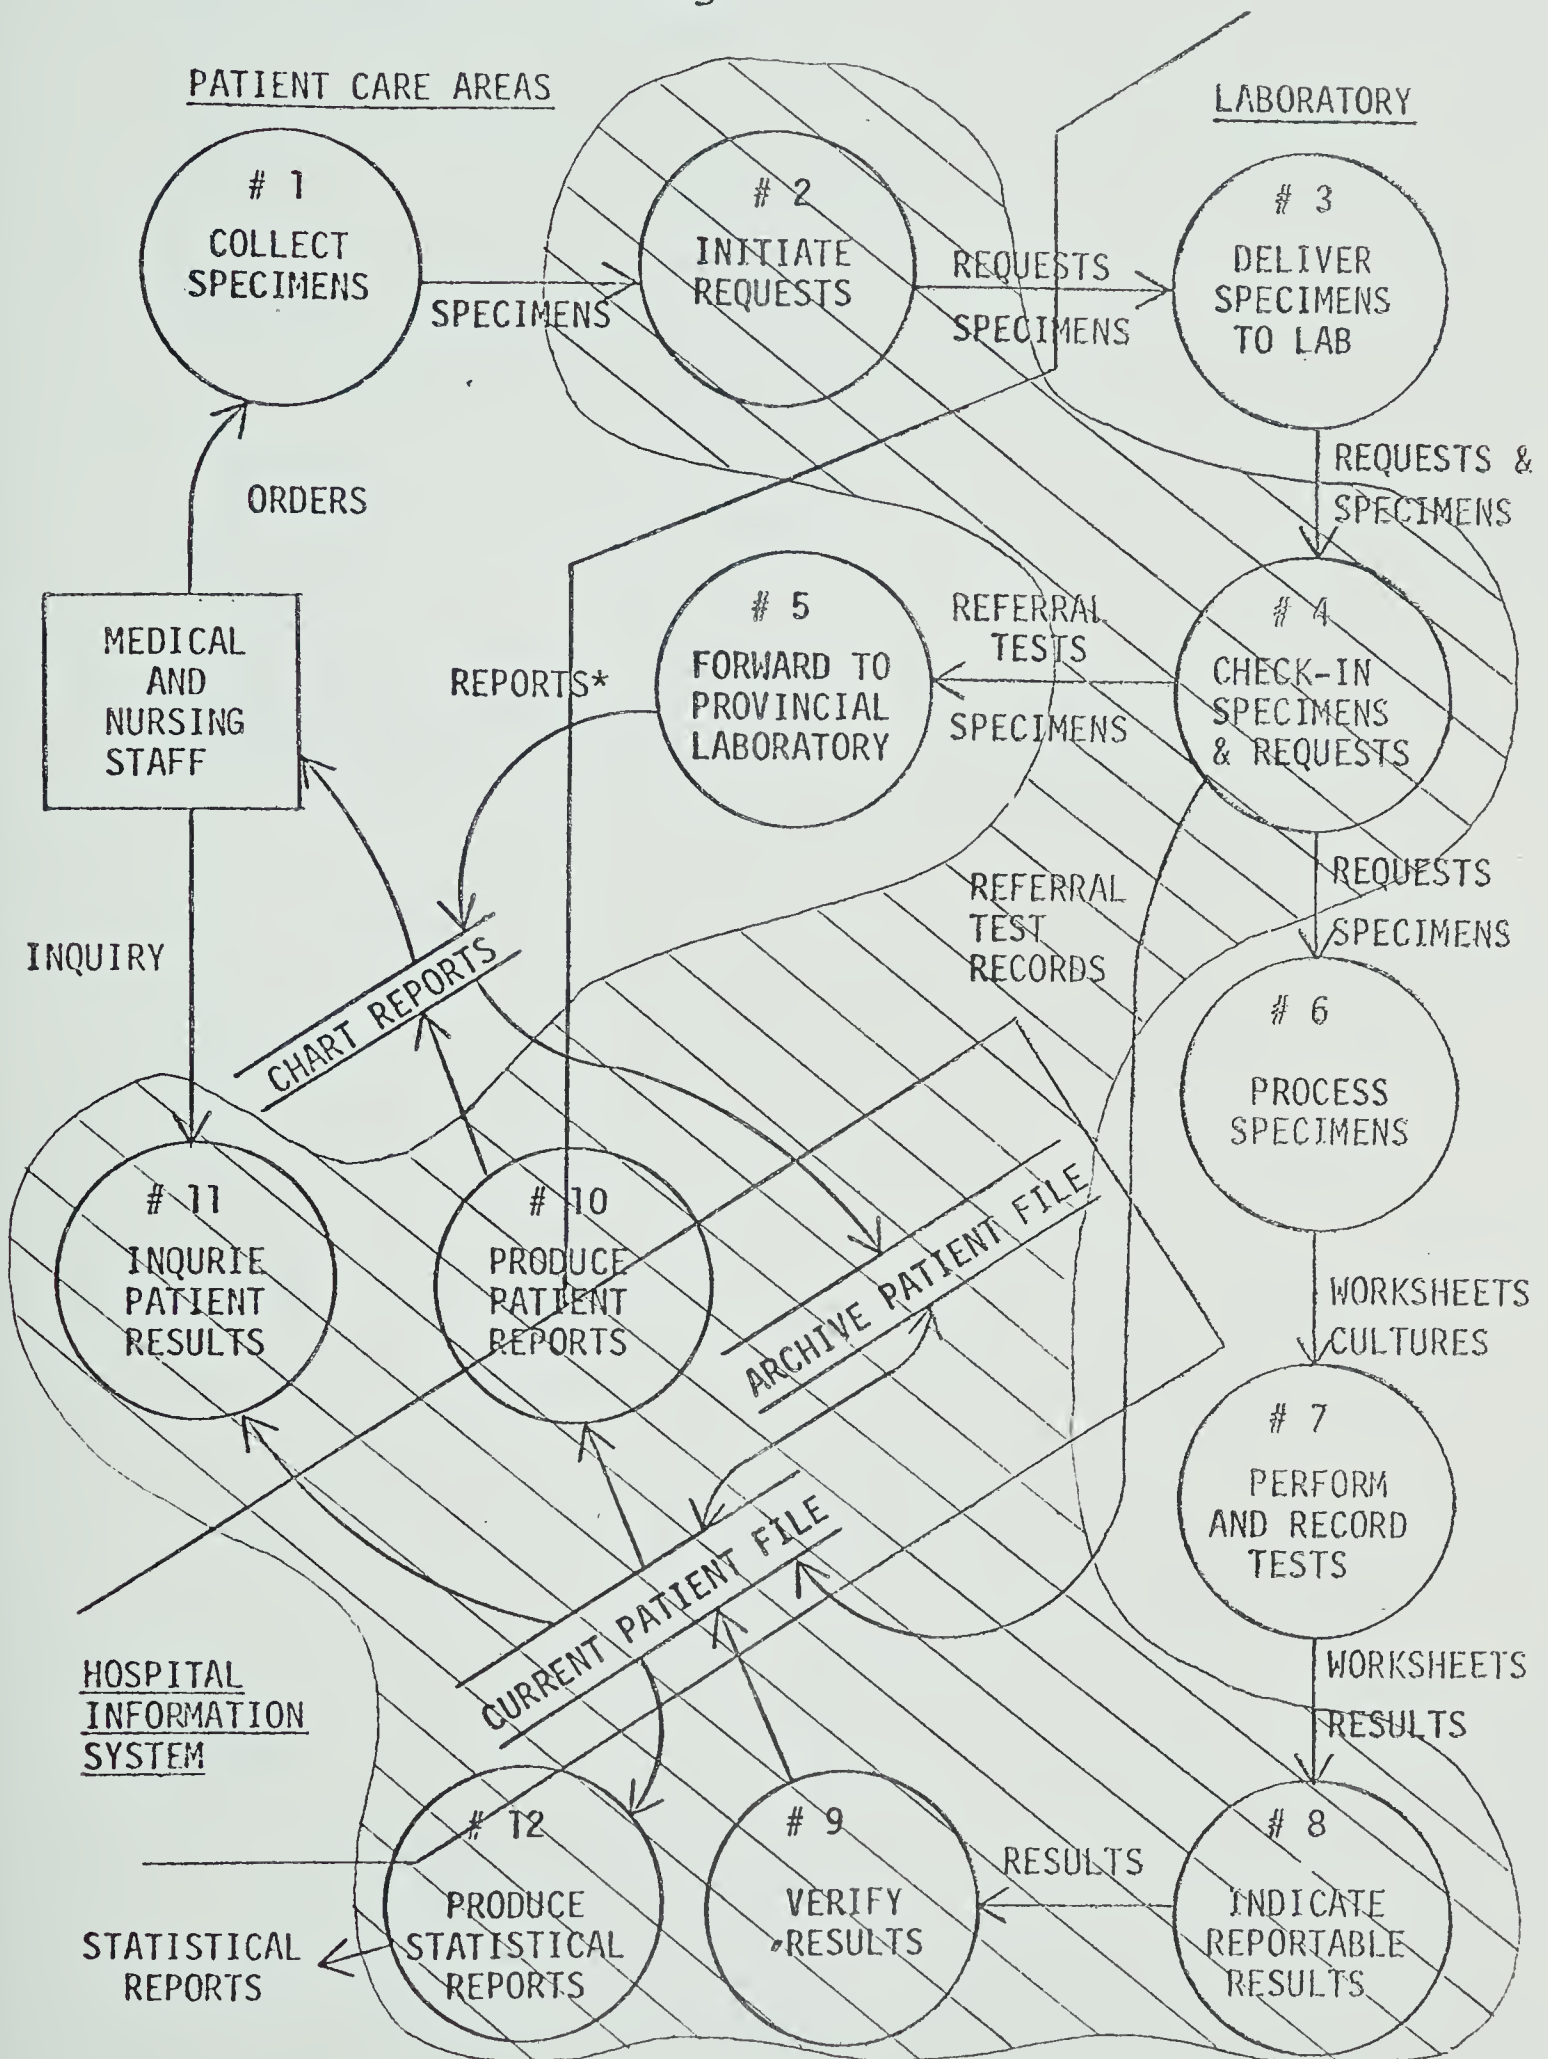 PATIENT CARE AREAS
LABORATORY
# 1
COLLECT
SPECIMENS
SPECIMENS
# 2
INITIATE
REQUESTS
REQUESTS
SPECIMENS
# 3
DELIVER
SPECIMENS
TO LAB
ORDERS
REQUESTS &
SPECIMENS
MEDICAL
AND
NURSING
STAFF
REPORTS*
# 5
FORWARD TO
PROVINCIAL
LABORATORY
REFERRAL
TESTS
SPECIMENS
# 4
CHECK-IN
SPECIMENS
& REQUESTS
REFERRAL
TEST
RECORDS
REQUESTS
SPECIMENS
INQUIRY
CHART REPORTS
# 6
PROCESS
SPECIMENS
# 11
INQURIE
PATIENT
RESULTS
# 10
PRODUCE
PATIENT
REPORTS
ARCHIVE PATIENT FILE
WORKSHEETS
CULTURES
# 7
PERFORM
AND RECORD
TESTS
CURRENT PATIENT FILE
HOSPITAL
INFORMATION
SYSTEM
WORKSHEETS
RESULTS
# 12
PRODUCE
STATISTICAL
REPORTS
STATISTICAL
REPORTS
# 9
VERIFY
RESULTS
RESULTS
# 8
INDICATE
REPORTABLE
RESULTS